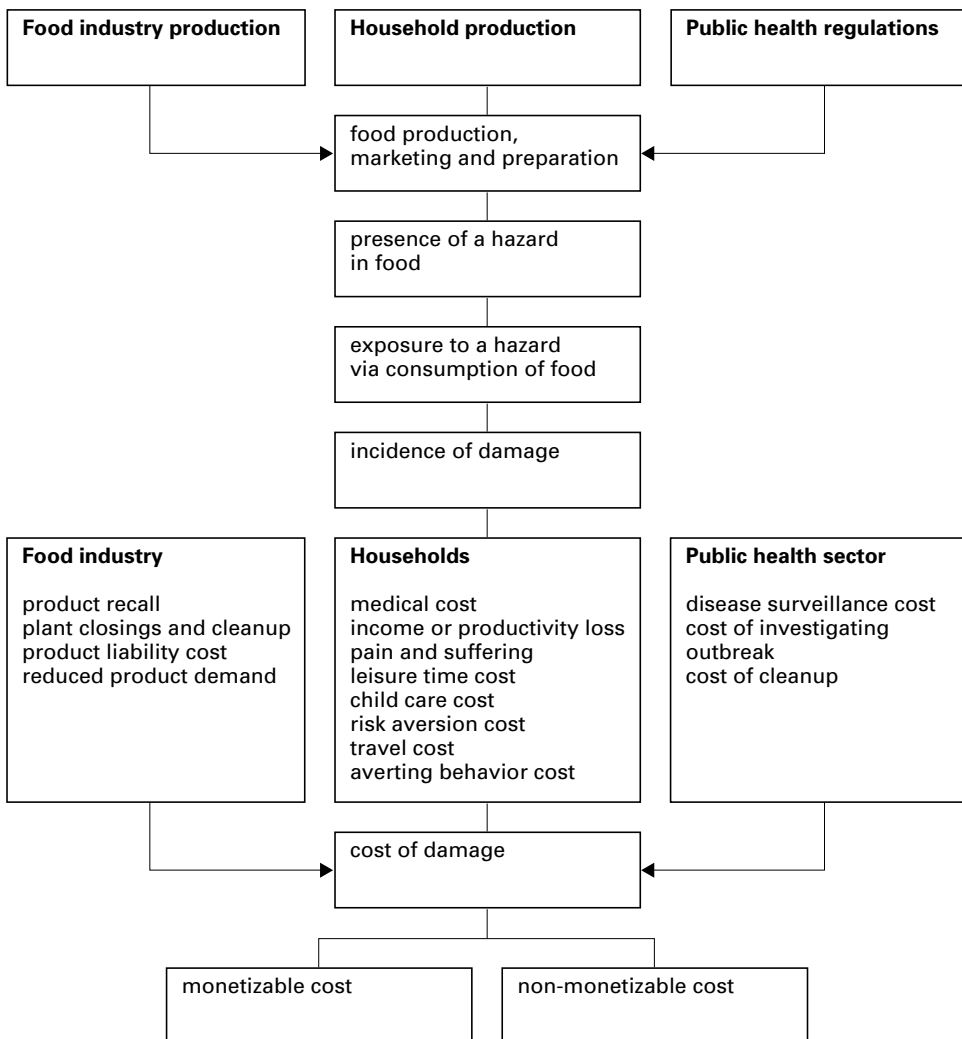 Food industry production
Household production
Public health regulations
food production,
marketing and preparation
presence of a hazard
in food
exposure to a hazard
via consumption of food
incidence of damage
Food industry
product recall
plant closings and cleanup
product liability cost
reduced product demand
Households
medical cost
income or productivity loss
pain and suffering
leisure time cost
child care cost
risk aversion cost
travel cost
averting behavior cost
Public health sector
disease surveillance cost
cost of investigating
outbreak
cost of cleanup
cost of damage
monetizable cost
non-monetizable cost